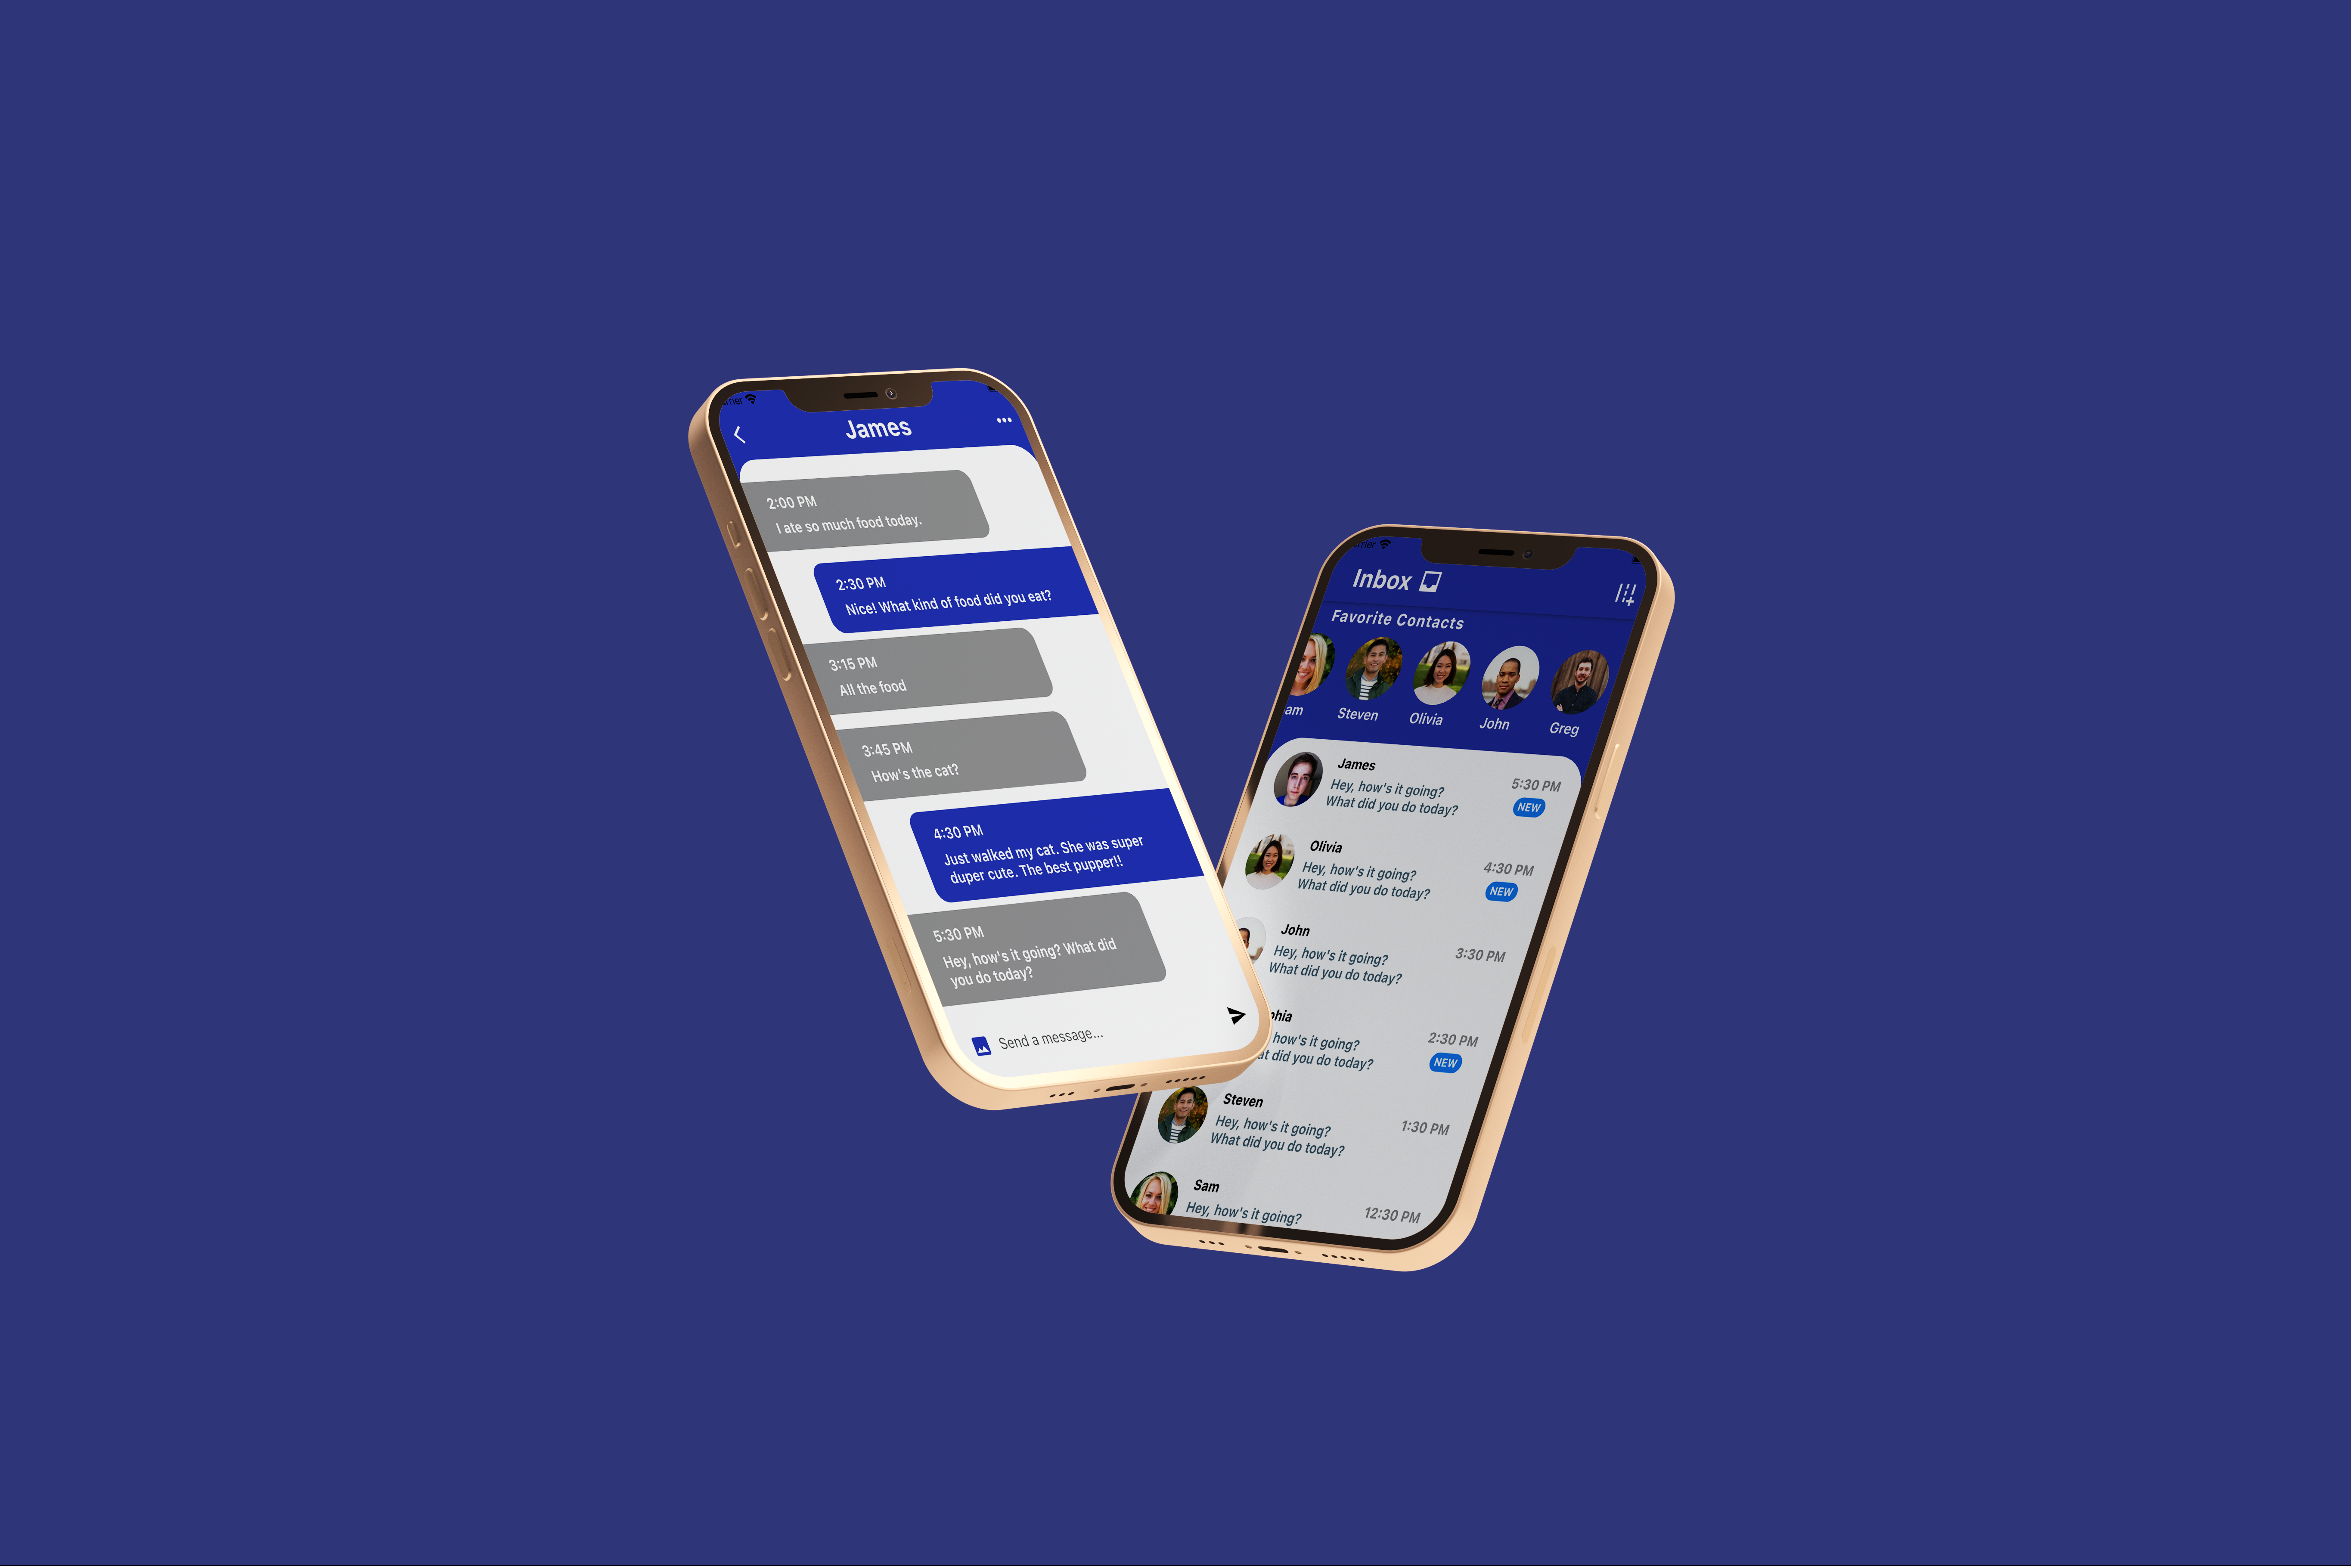 James
2:00 PM
I ate so much food today.
2:30 PM
Nice! What kind of food did you eat?
3:15 PM
All the food
3:45 PM
How's the cat?
4:30 PM
Just walked my cat. She was super
duper cute. The best pupper!!
5:30 PM
Hey, how's it going? What did
you do today?
Send a message...
Inbox
Favorite Contacts
am
Steven
Olivia
John
Greg
James
5:30 PM
Hey, how's it going?
What did you do today?
NEW
Olivia
4:30 PM
Hey, how's it going?
What did you do today?
NEW
John
3:30 PM
Hey, how's it going?
What did you do today?
phia
2:30 PM
how's it going?
at did you do today?
NEW
Steven
1:30 PM
Hey, how's it going?
What did you do today?
Sam
12:30 PM
Hey, how's it going?